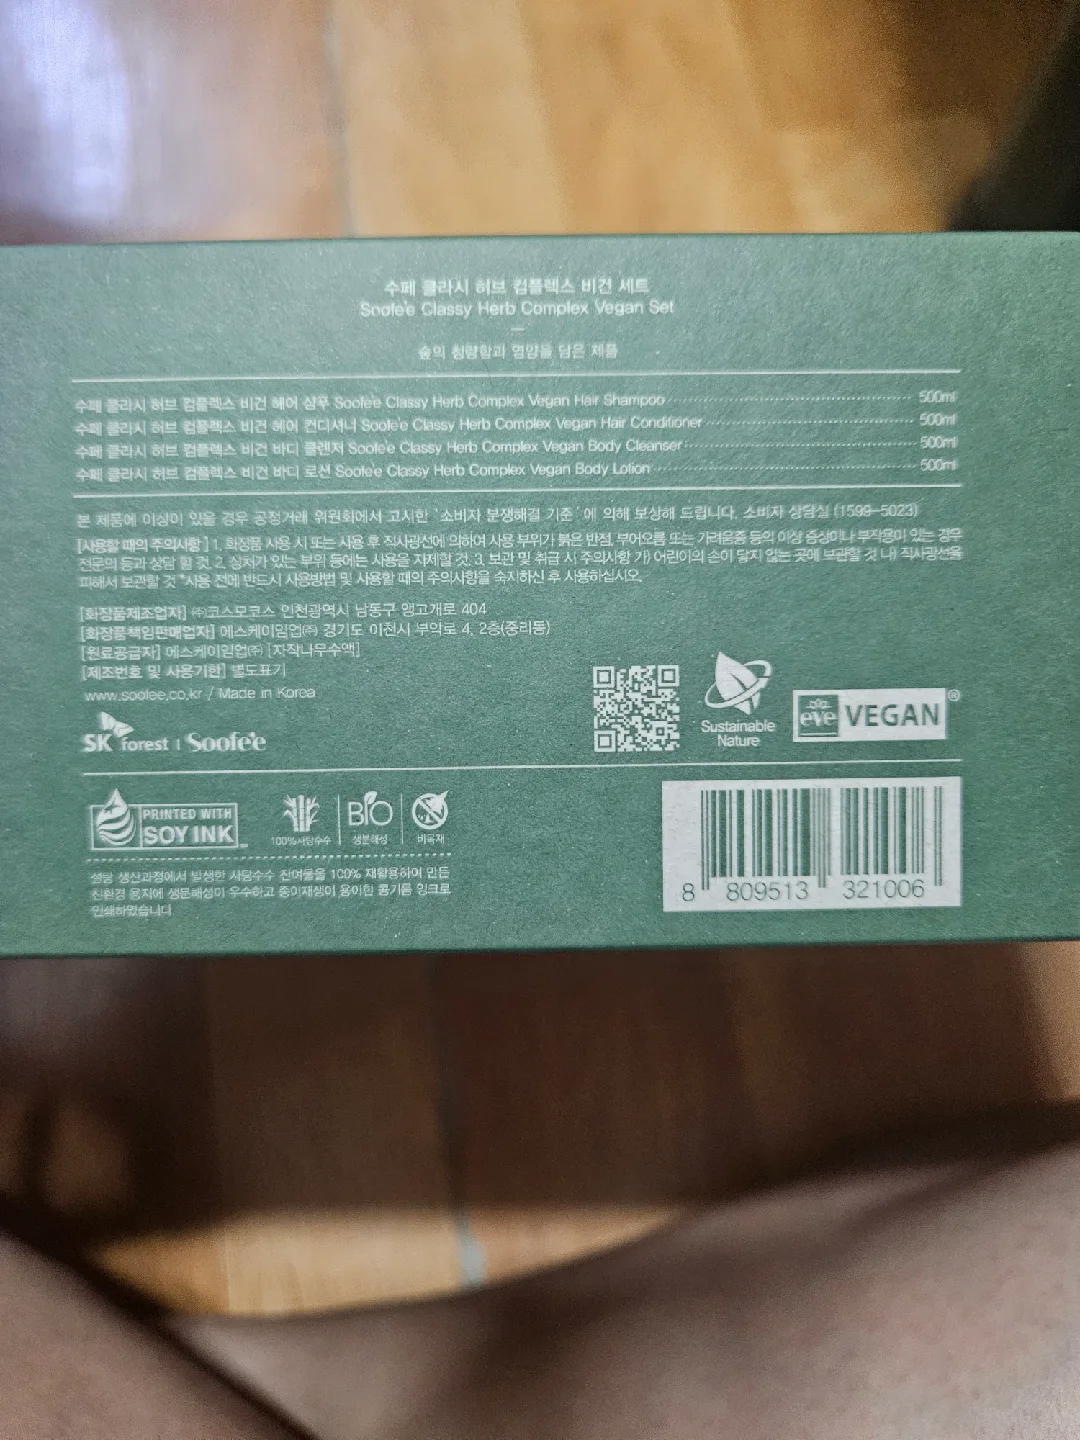 수페 클라시 허브 컴플렉스 비건 세트
Soofe'e Classy Herb Complex Vegan Set
숲의 청량함과 영양을 담은 제품
수페 클라시 허브 컴플렉스 비건 헤어 샴푸 Soofe'e Classy Herb Complex Vegan Hair Shampoo 500ml
수페 클라시 허브 컴플렉스 비건 헤어 컨디셔너 Soofe'e Classy Herb Complex Vegan Hair Conditioner 500ml
수페 클라시 허브 컴플렉스 비건 바디 클렌저 Soofe'e Classy Herb Complex Vegan Body Cleanser 500ml
수페 클라시 허브 컴플렉스 비건 바디 로션 Soofe'e Classy Herb Complex Vegan Body Lotion 500ml
본 제품에 이상이 있을 경우 공정거래 위원회에서 고시한 '소비자 분쟁해결 기준'에 의해 보상해 드립니다. 소비자 상담실 (1599-5023)
[사용할 때의 주의사항] 1. 화장품 사용 시 또는 사용 후 직사광선에 의하여 사용 부위가 붉은 반점, 부어오름 또는 가려움증 등의 이상 증상이나 부작용이 있는 경우
전문의 등과 상담 할 것. 2. 상처가 있는 부위 등에는 사용을 자제할 것. 3. 보관 및 취급 시 주의사항 가) 어린이의 손이 닿지 않는 곳에 보관할 것 나) 직사광선을
피해서 보관할 것 *사용 전에 반드시 사용방법 및 사용할 때의 주의사항을 숙지하신 후 사용하십시오.
[화장품제조업자] ㈜코스모코스 인천광역시 남동구 앵고개로 404
[화장품책임판매업자] 에스케이임업㈜ 경기도 이천시 부악로 4, 2층(중리동)
[원료공급자] 에스케이임업㈜ [자작나무수액]
[제조번호 및 사용기한] 별도표기
www.soofee.co.kr / Made in Korea
SK forest | Soofe'e
Sustainable
Nature
eve VEGAN®
PRINTED WITH
SOY INK
100%사탕수수
BIO
생분해성
비목재
설탕 생산과정에서 발생한 사탕수수 잔여물을 100% 재활용하여 만든
친환경 용지에 생분해성이 우수하고 종이재생이 용이한 콩기름 잉크로
인쇄하였습니다
8 809513 321006